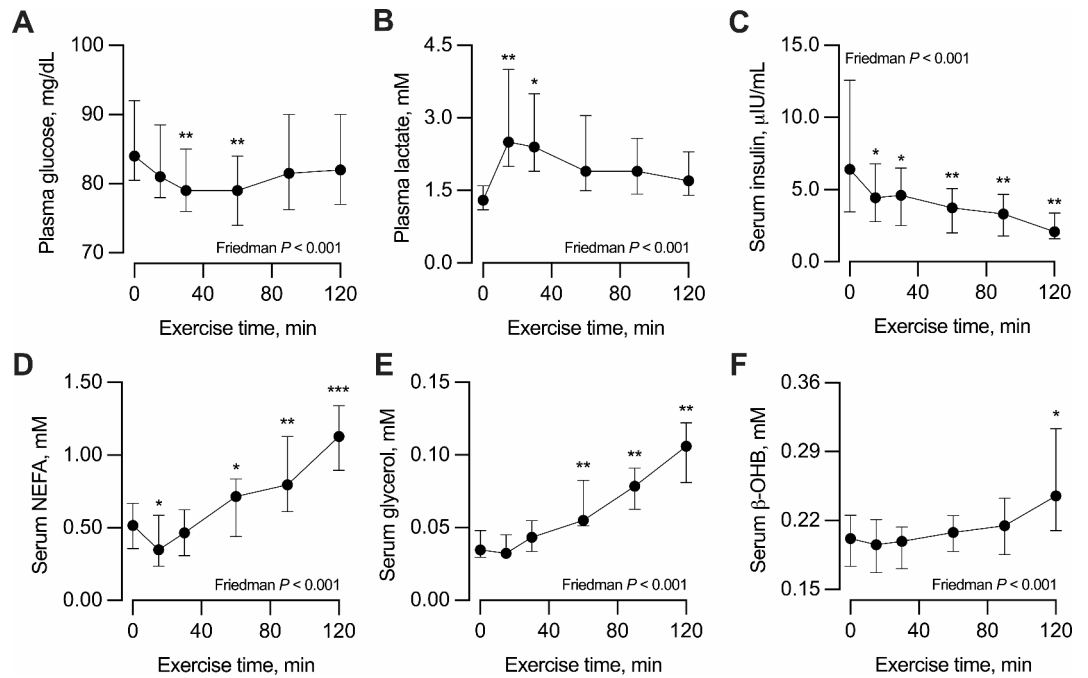 A
Plasma glucose, mg/dL
100
90
80
70
** **
Friedman P < 0.001
0 40 80 120
Exercise time, min
B
Plasma lactate, mM
4.5
3.0
1.5
0.0
** *
Friedman P < 0.001
0 40 80 120
Exercise time, min
C
Serum insulin, μIU/mL
15.0
10.0
5.0
0.0
Friedman P < 0.001
* * ** ** **
0 40 80 120
Exercise time, min
D
Serum NEFA, mM
1.50
1.00
0.50
0.00
* * ** ***
Friedman P < 0.001
0 40 80 120
Exercise time, min
E
Serum glycerol, mM
0.15
0.10
0.05
0.00
** ** **
Friedman P < 0.001
0 40 80 120
Exercise time, min
F
Serum β-OHB, mM
0.36
0.29
0.22
0.15
*
Friedman P < 0.001
0 40 80 120
Exercise time, min